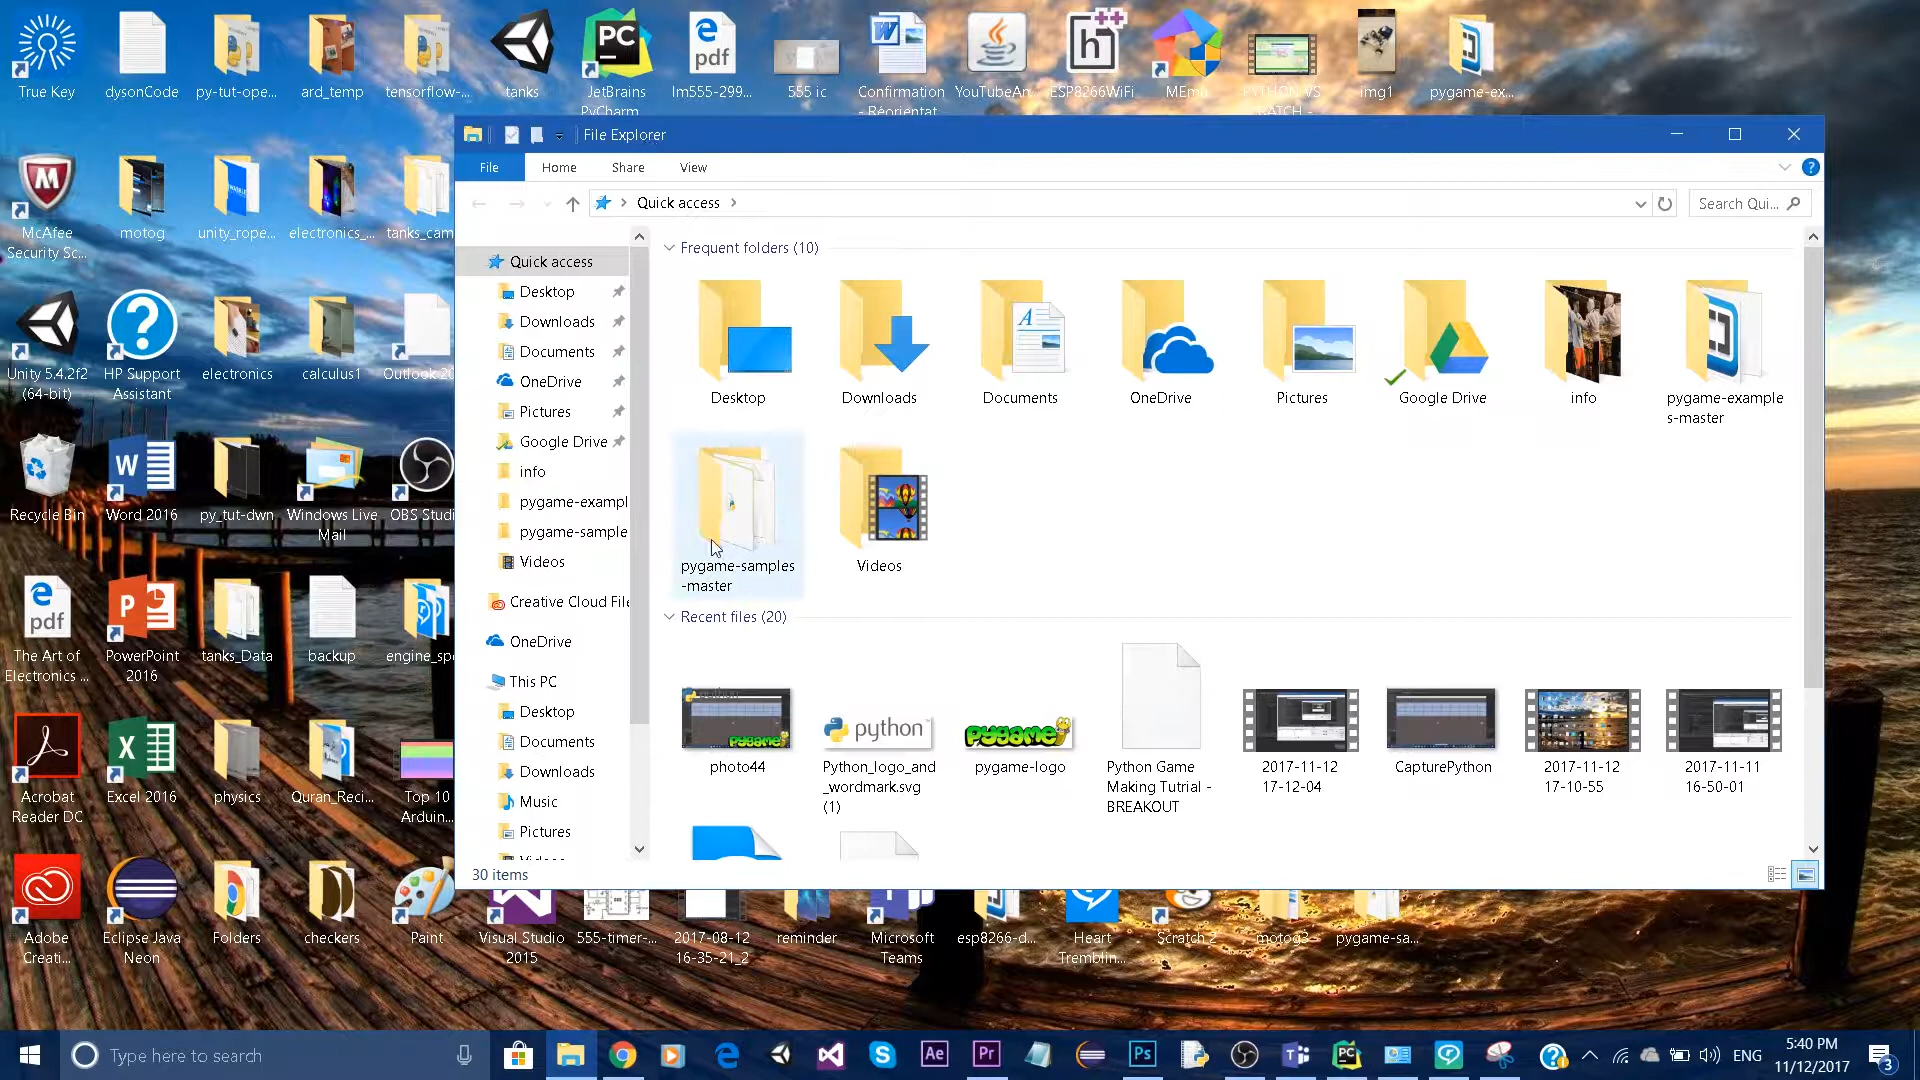 True Key
dysonCode
py-tut-ope...
ard_temp
tensorflow-...
tanks
JetBrains
PyCharm
lm555-299...
555 ic
Confirmation
- Réorientat
YouTubeAn
ESP8266WiFi
MEmu
PYTHON VS
img1
pygame-ex...
File Explorer
File
Home
Share
View
Quick access
Search Qui...
McAfee
Security Sc...
motog
unity_rope...
electronics_...
tanks_cam
Unity 5.4.2f2
(64-bit)
HP Support
Assistant
electronics
calculus1
Outlook 20
Recycle Bin
Word 2016
py_tut-dwn
Windows Live
Mail
OBS Studi
The Art of
Electronics ...
PowerPoint
2016
tanks_Data
backup
engine_spe
Acrobat
Reader DC
Excel 2016
physics
Quran_Reci...
Top 10
Arduin...
Adobe
Creati...
Eclipse Java
Neon
Folders
checkers
Paint
Visual Studio
2015
555-timer-...
2017-08-12
16-35-21_2
reminder
Microsoft
Teams
esp8266-d...
Heart
Tremblin...
Scratch 2
motog3
pygame-sa...
Quick access
Desktop
Downloads
Documents
OneDrive
Pictures
Google Drive
info
pygame-exampl
pygame-sample
Videos
Creative Cloud File
OneDrive
This PC
Desktop
Documents
Downloads
Music
Pictures
Videos
Frequent folders (10)
Desktop
Downloads
Documents
OneDrive
Pictures
Google Drive
info
pygame-example
s-master
pygame-samples
-master
Videos
Recent files (20)
python
pygame
photo44
Python_logo_and
_wordmark.svg
(1)
pygame-logo
Python Game
Making Tutrial -
BREAKOUT
2017-11-12
17-12-04
CapturePython
2017-11-12
17-10-55
2017-11-11
16-50-01
30 items
Type here to search
ENG
5:40 PM
11/12/2017
3